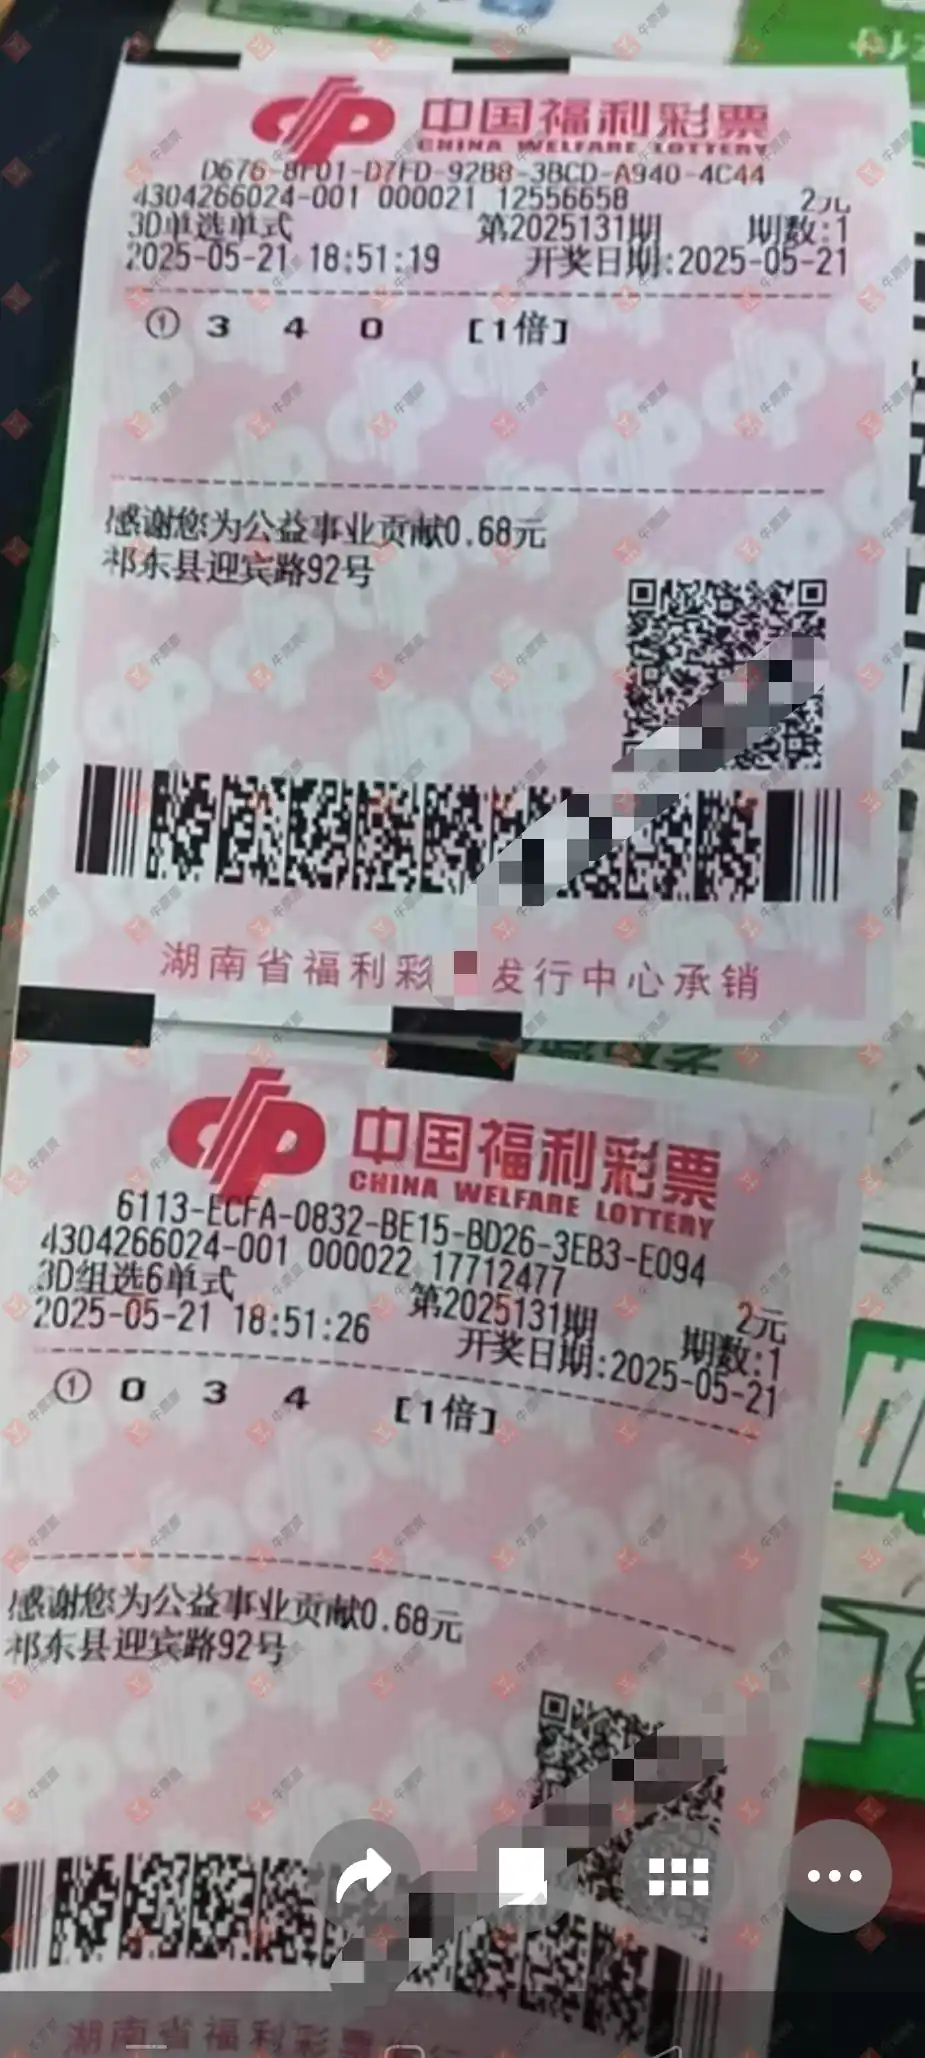 中国福利彩票
CHINA WELFARE LOTTERY
D676-8F01-D7FD-92B8-3BCD-A940-4C44
4304266024-001 000021 12556658 2元
3D单选单式 第2025131期 期数:1
2025-05-21 18:51:19 开奖日期:2025-05-21
① 3 4 0 [1倍]
感谢您为公益事业贡献0.68元
祁东县迎宾路92号
湖南省福利彩 发行中心承销
中国福利彩票
CHINA WELFARE LOTTERY
6113-ECFA-0832-BE15-BD26-3EB3-E094
4304266024-001 000022 17712477 2元
3D组选6单式 第2025131期 期数:1
2025-05-21 18:51:26 开奖日期:2025-05-21
① 0 3 4 [1倍]
感谢您为公益事业贡献0.68元
祁东县迎宾路92号
湖南省福利彩票